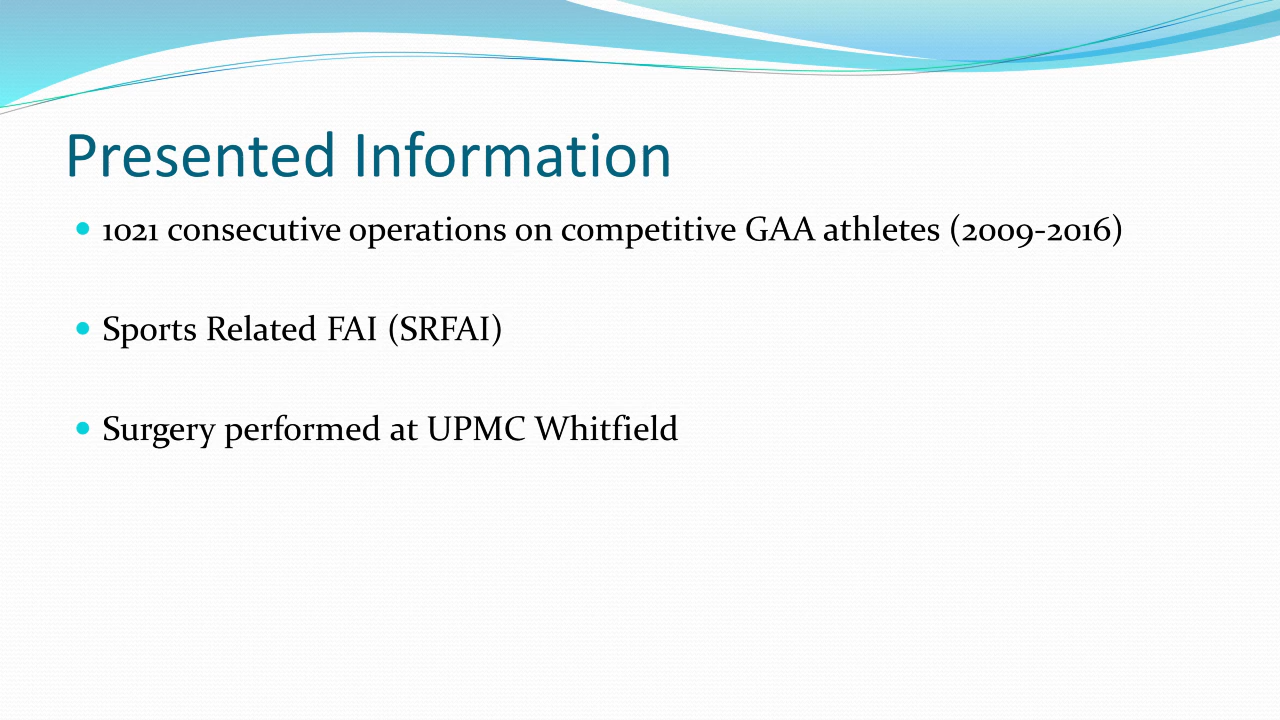 Presented Information
• 1021 consecutive operations on competitive GAA athletes (2009-2016)
• Sports Related FAI (SRFAI)
• Surgery performed at UPMC Whitfield